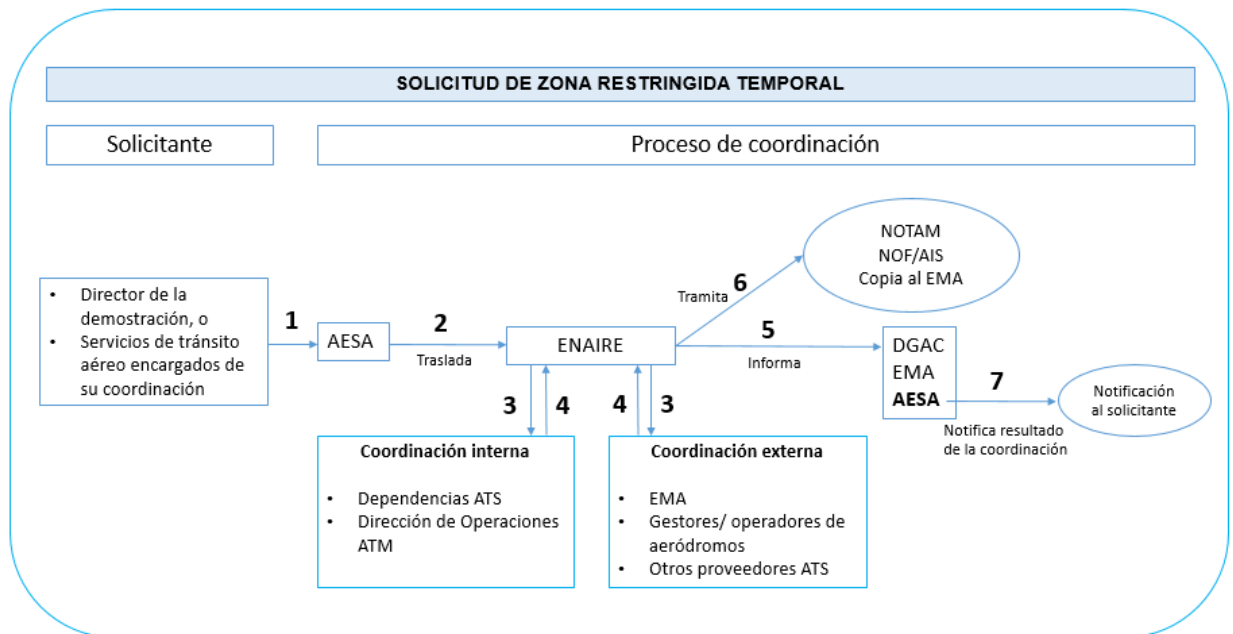 SOLICITUD DE ZONA RESTRINGIDA TEMPORAL
Solicitante
Proceso de coordinación
• Director de la
demostración, o
• Servicios de tránsito
aéreo encargados de
su coordinación
1
AESA
2
Traslada
ENAIRE
3
4
4
3
Coordinación interna
• Dependencias ATS
• Dirección de Operaciones
ATM
Coordinación externa
• EMA
• Gestores/ operadores de
aeródromos
• Otros proveedores ATS
6
Tramita
NOTAM
NOF/AIS
Copia al EMA
5
Informa
DGAC
EMA
AESA
7
Notifica resultado
de la coordinación
Notificación
al solicitante